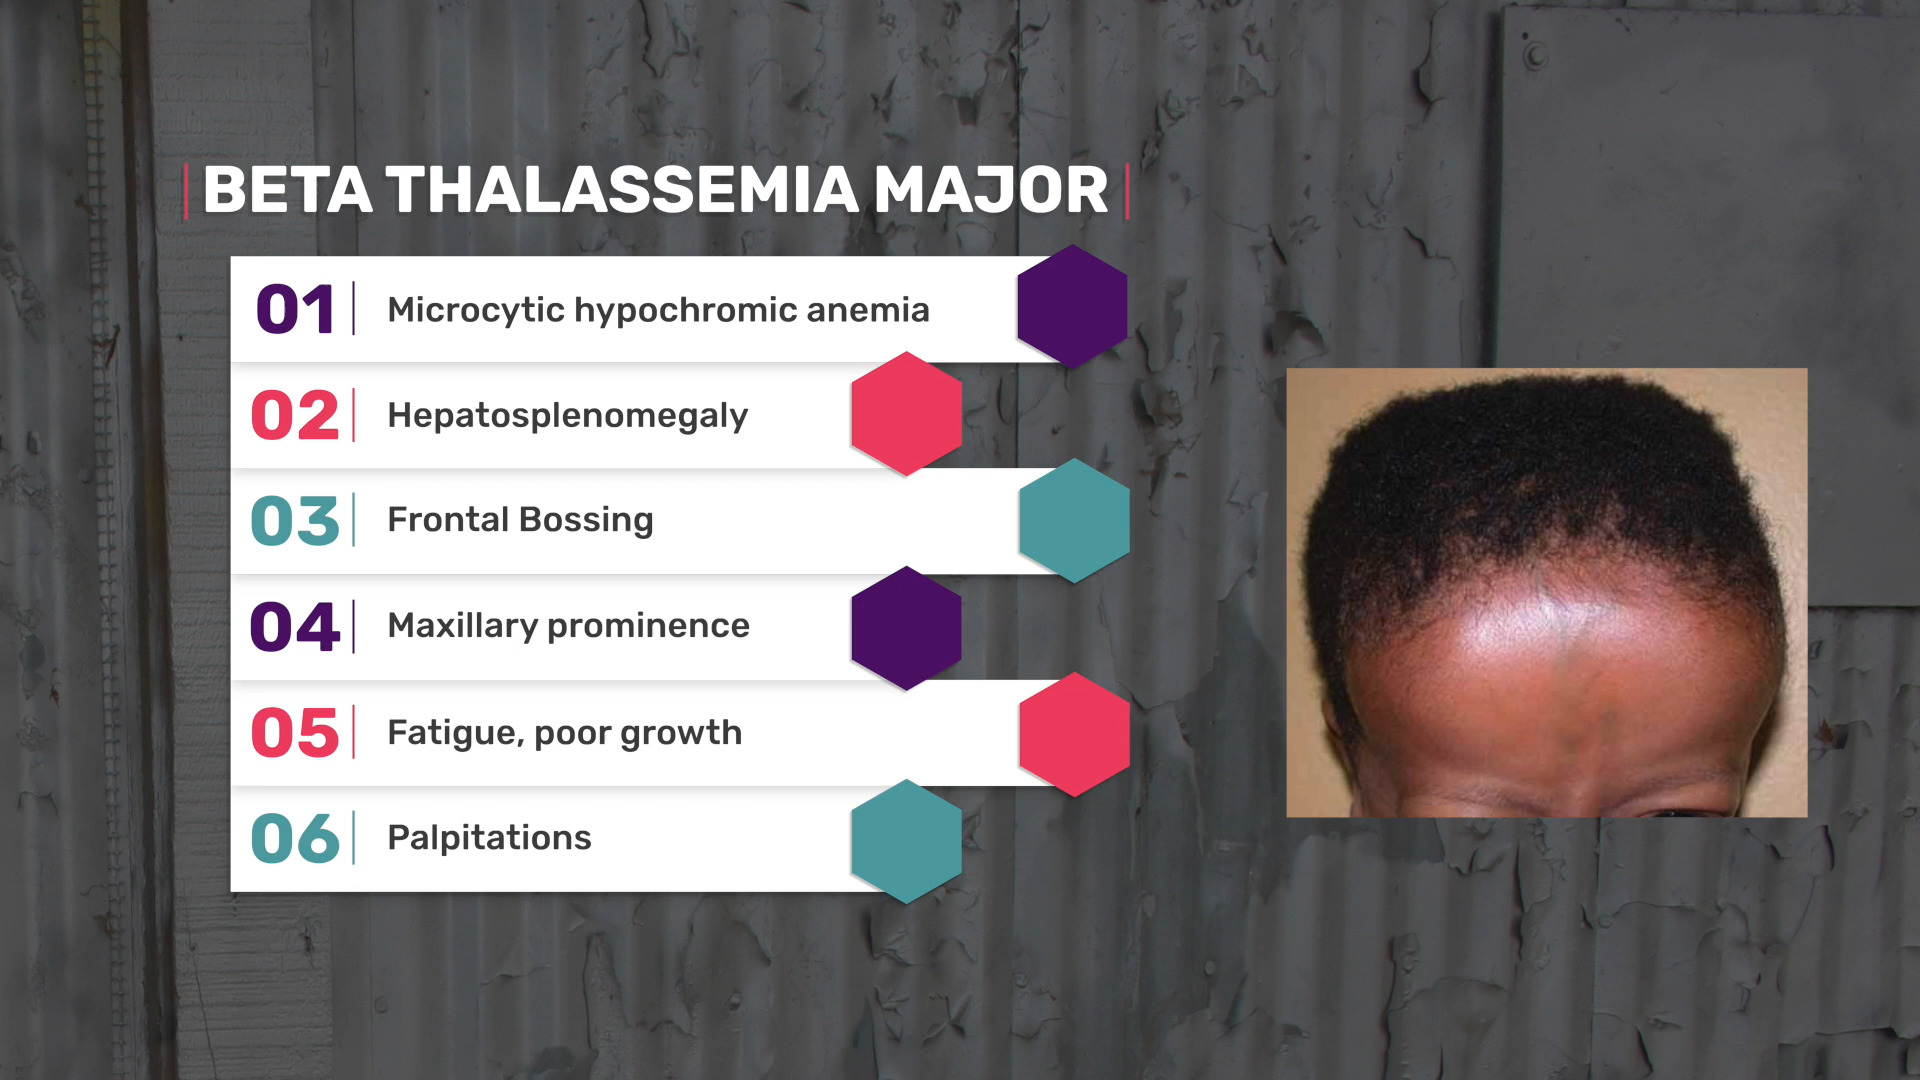 BETA THALASSEMIA MAJOR
01 Microcytic hypochromic anemia
02 Hepatosplenomegaly
03 Frontal Bossing
04 Maxillary prominence
05 Fatigue, poor growth
06 Palpitations